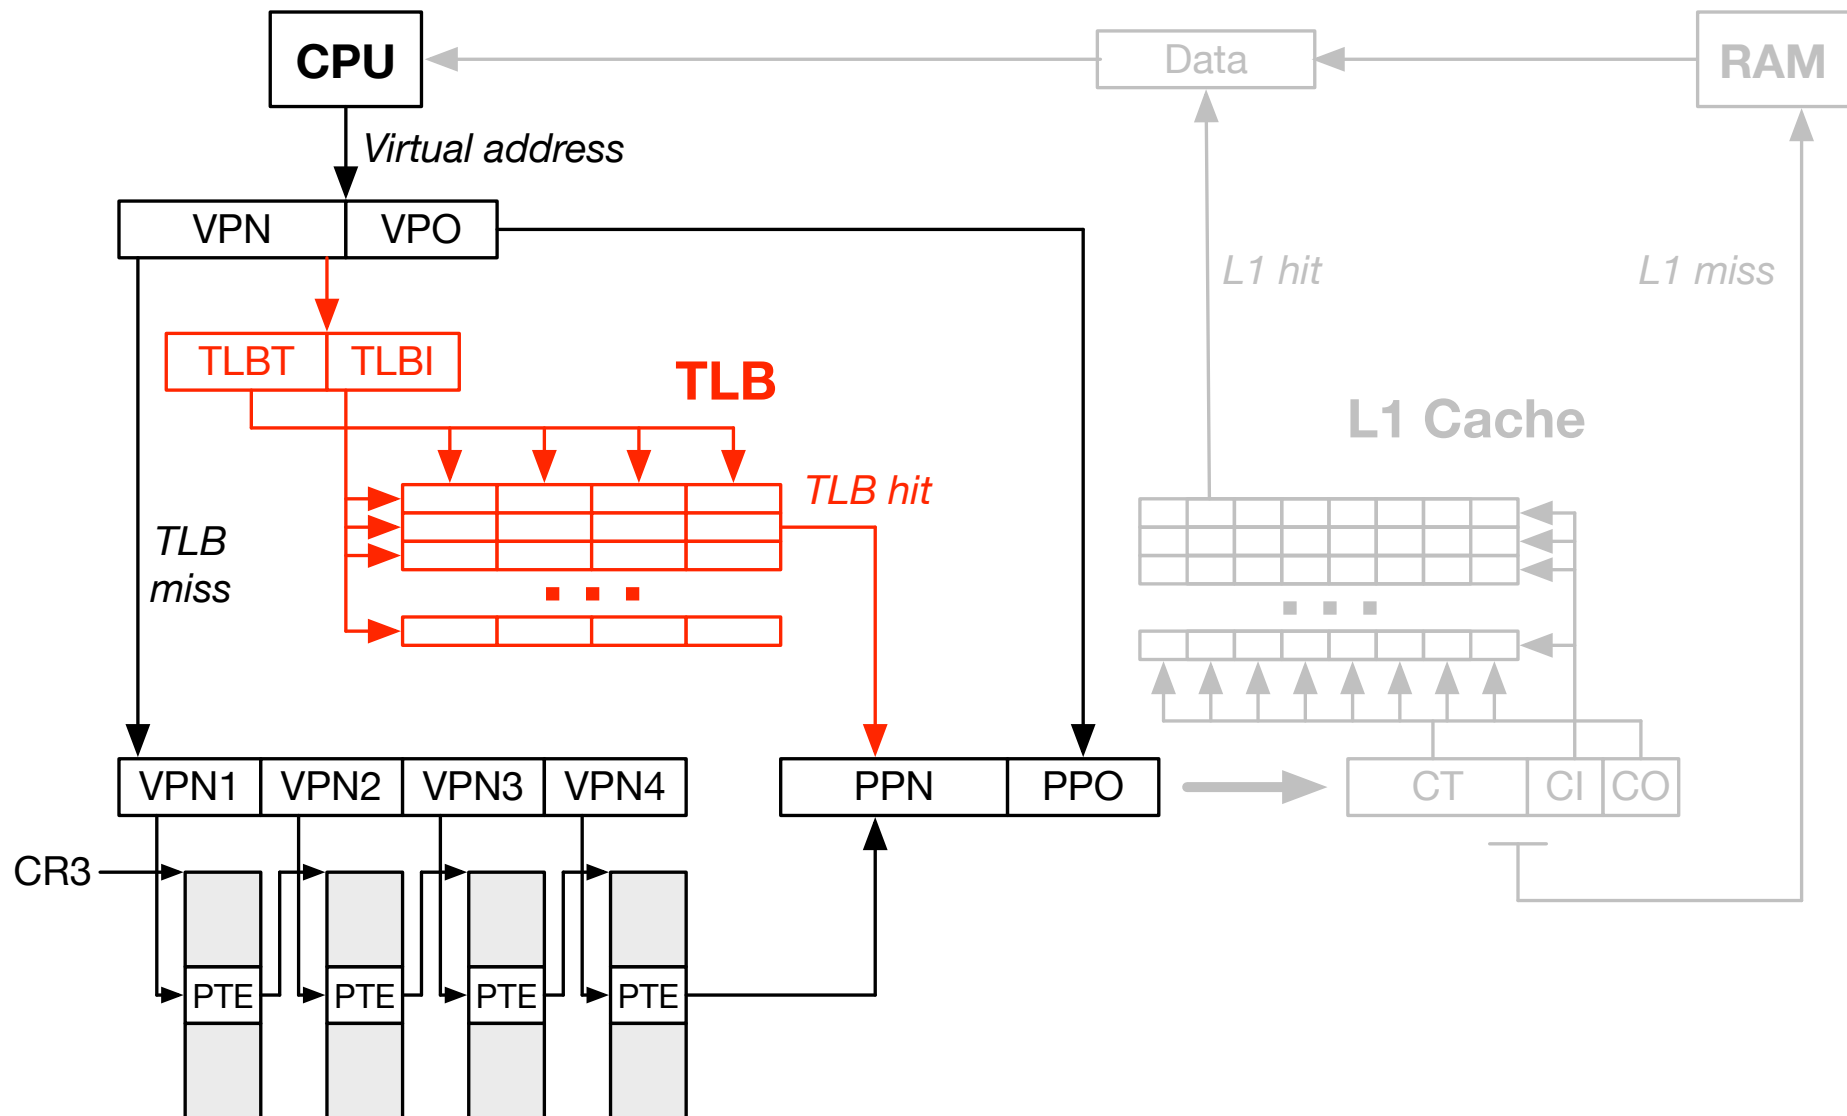 CPU
Data
RAM
Virtual address
VPN VPO
L1 hit
L1 miss
TLBT TLBI
TLB
L1 Cache
TLB hit
TLB
miss
VPN1 VPN2 VPN3 VPN4
PPN PPO
CT CI CO
CR3
PTE PTE PTE PTE